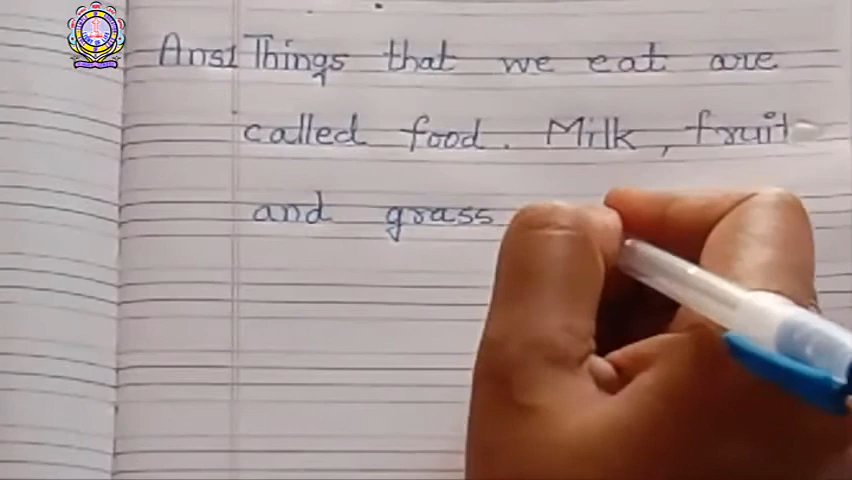 Ans1 Things that we eat are
called food. Milk, fruit
and grass